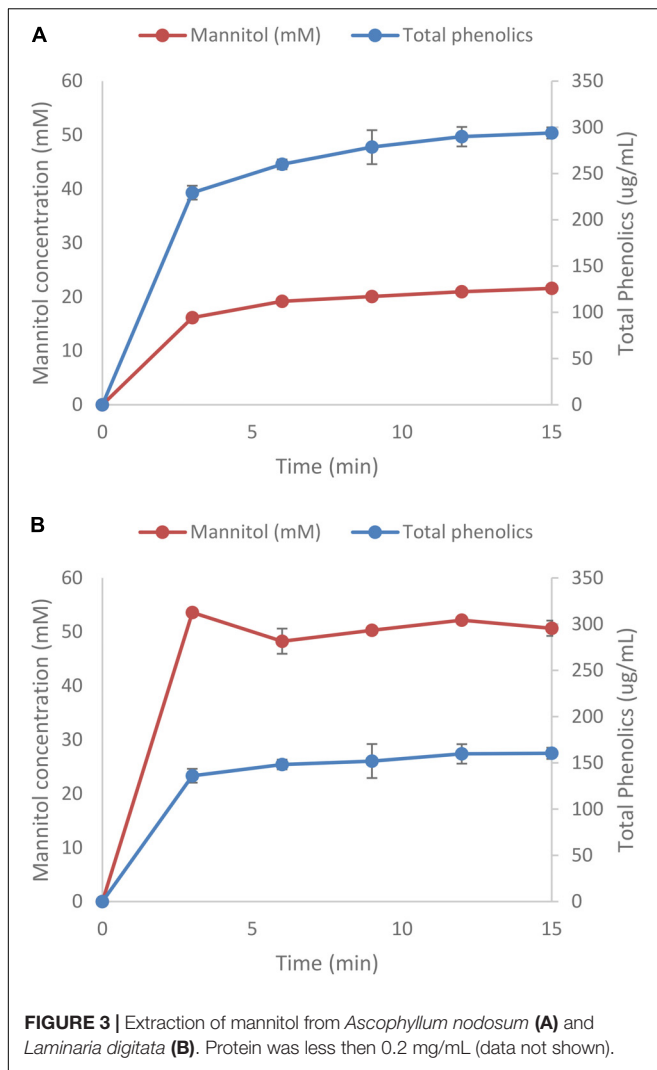 A
Mannitol (mM) Total phenolics
60 350
50 300
40 250
30 200
20 150
10 100
0 50
0
0 5 10 15
Mannitol concentration (mM)
Total Phenolics (ug/mL)
Time (min)
B
Mannitol (mM) Total phenolics
60 350
50 300
40 250
30 200
20 150
10 100
0 50
0
0 5 10 15
Mannitol concentration (mM)
Total Phenolics (ug/mL)
Time (min)
FIGURE 3 | Extraction of mannitol from Ascophyllum nodosum (A) and
Laminaria digitata (B). Protein was less then 0.2 mg/mL (data not shown).